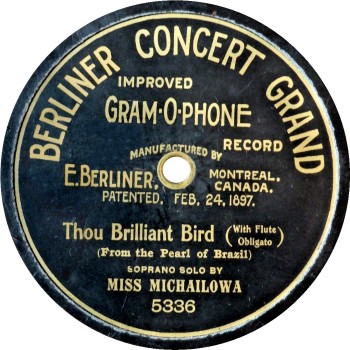 BERLINER CONCERT GRAND
IMPROVED
GRAM-O-PHONE
RECORD
MANUFACTURED BY
E. BERLINER, MONTREAL.
CANADA.
PATENTED, FEB. 24, 1897.
Thou Brilliant Bird (With Flute
Obligato)
(From the Pearl of Brazil)
SOPRANO SOLO BY
MISS MICHAILOWA
5336